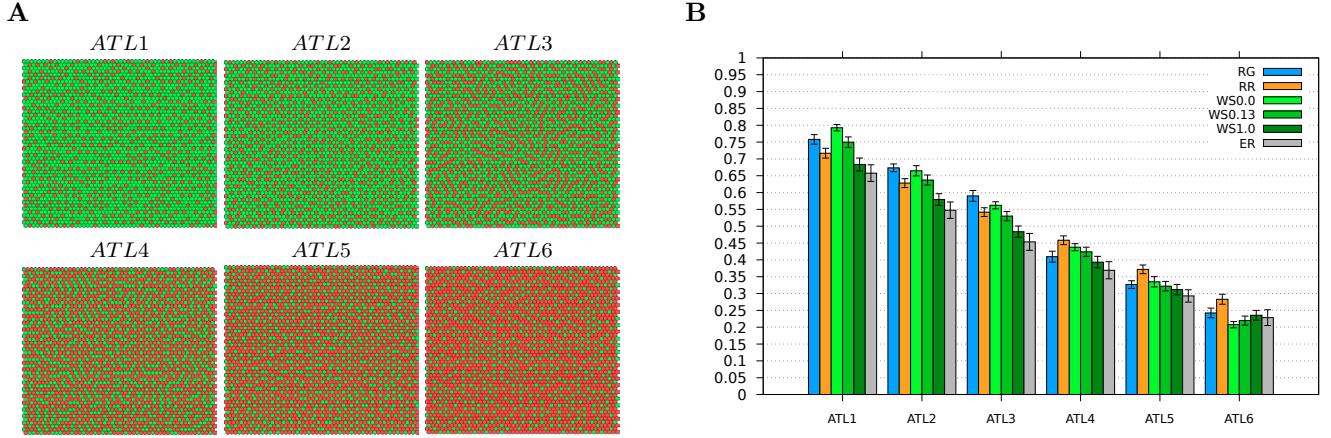 A
ATL1 ATL2 ATL3
ATL4 ATL5 ATL6
B
1
0.95
0.9
0.85
0.8
0.75
0.7
0.65
0.6
0.55
0.5
0.45
0.4
0.35
0.3
0.25
0.2
0.15
0.1
0.05
0
RG
RR
WS0.0
WS0.13
WS1.0
ER
ATL1 ATL2 ATL3 ATL4 ATL5 ATL6